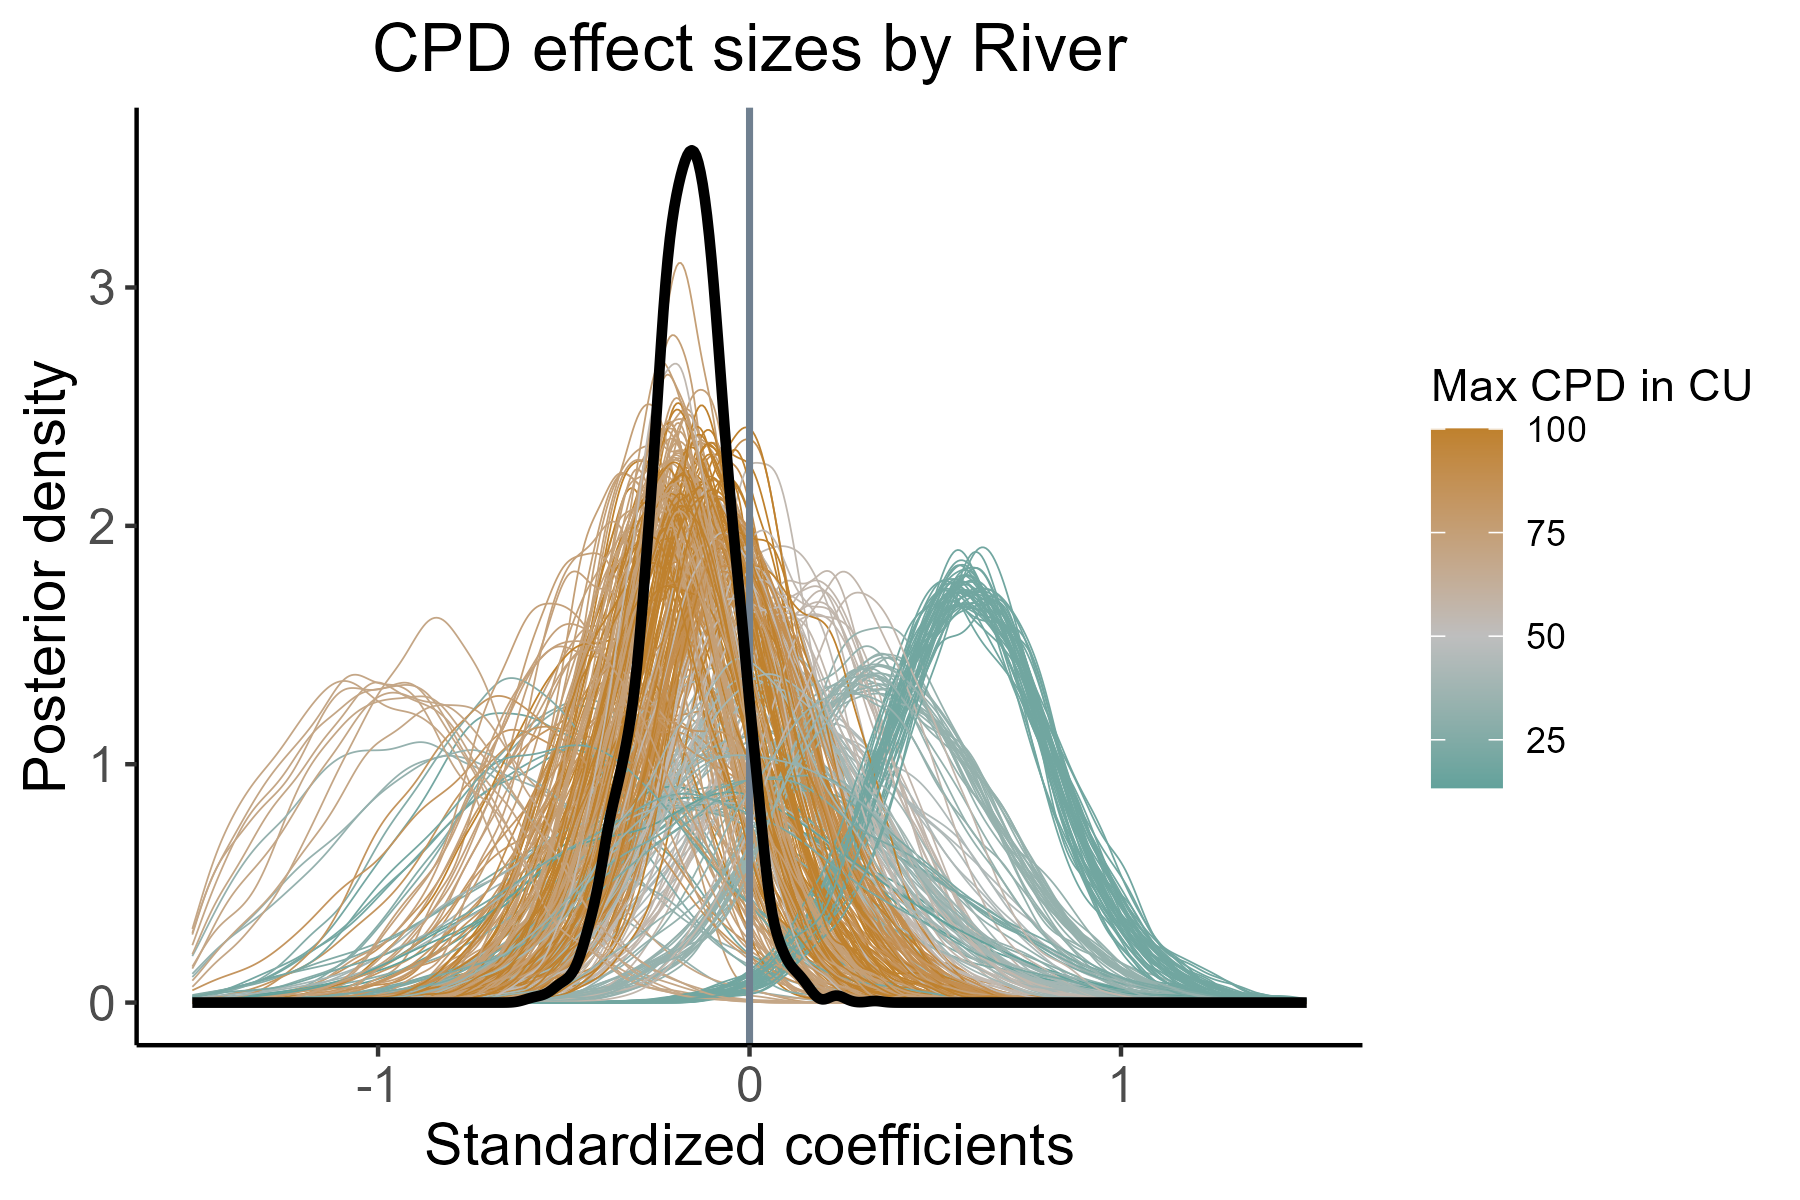 CPD effect sizes by River
Posterior density
3
2
1
0
-1
0
1
Standardized coefficients
Max CPD in CU
100
75
50
25